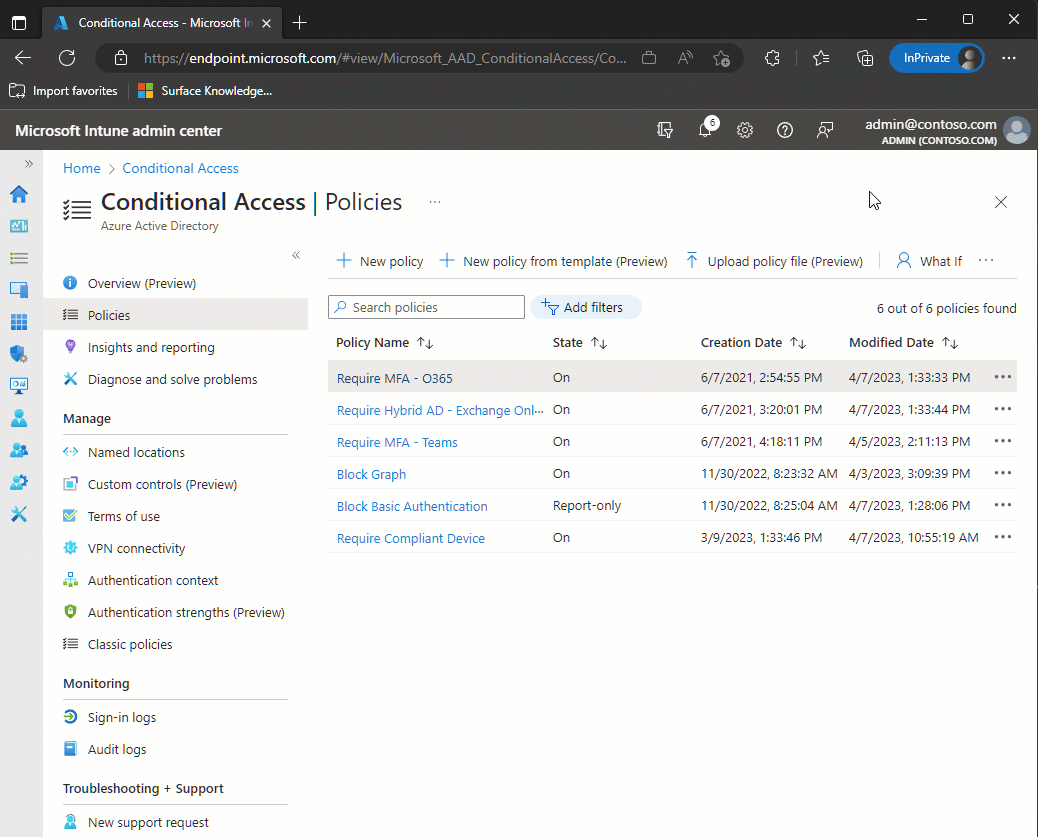 Conditional Access - Microsoft In
https://endpoint.microsoft.com/#view/Microsoft_AAD_ConditionalAccess/Co...
InPrivate
Import favorites
Surface Knowledge...
Microsoft Intune admin center
6
admin@contoso.com
ADMIN (CONTOSO.COM)
Home > Conditional Access
Conditional Access | Policies ...
Azure Active Directory
Overview (Preview)
Policies
Insights and reporting
Diagnose and solve problems
Manage
Named locations
Custom controls (Preview)
Terms of use
VPN connectivity
Authentication context
Authentication strengths (Preview)
Classic policies
Monitoring
Sign-in logs
Audit logs
Troubleshooting + Support
New support request
New policy New policy from template (Preview) Upload policy file (Preview) What If ...
Search policies Add filters 6 out of 6 policies found
Policy Name State Creation Date Modified Date
Require MFA - O365 On 6/7/2021, 2:54:55 PM 4/7/2023, 1:33:33 PM
Require Hybrid AD - Exchange Onl... On 6/7/2021, 3:20:01 PM 4/7/2023, 1:33:44 PM
Require MFA - Teams On 6/7/2021, 4:18:11 PM 4/5/2023, 2:11:13 PM
Block Graph On 11/30/2022, 8:23:32 AM 4/3/2023, 3:09:39 PM
Block Basic Authentication Report-only 11/30/2022, 8:25:04 AM 4/7/2023, 1:28:06 PM
Require Compliant Device On 3/9/2023, 1:33:46 PM 4/7/2023, 10:55:19 AM